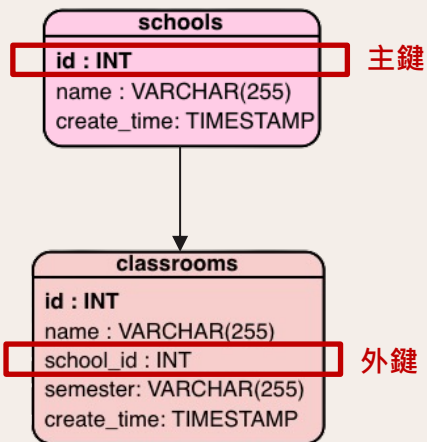 schools
id : INT
主鍵
name : VARCHAR(255)
create_time: TIMESTAMP
classrooms
id : INT
name : VARCHAR(255)
school_id : INT
外鍵
semester: VARCHAR(255)
create_time: TIMESTAMP